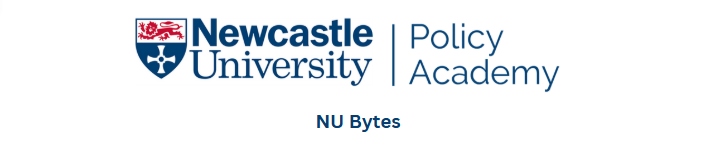 Newcastle
University
Policy
Academy
NU Bytes